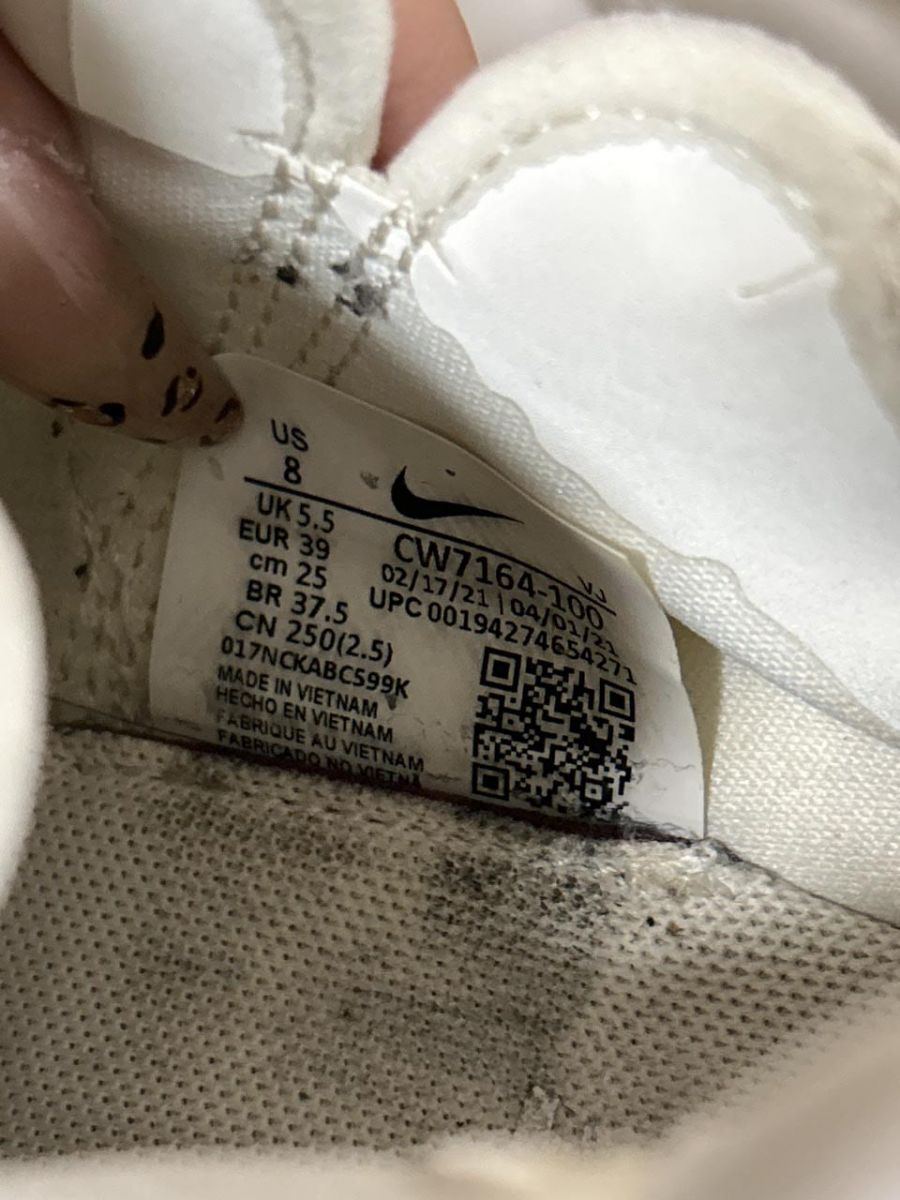 US
8
UK 5.5
EUR 39
cm 25
BR 37.5
CN 250(2.5)
017NCKABCS99K
MADE IN VIETNAM
HECHO EN VIETNAM
FABRIQUE AU VIETNAM
FABRICADO NO VIETNÃ
VJ
CW7164-100
02/17/21 | 04/01/21
UPC 00194274654271